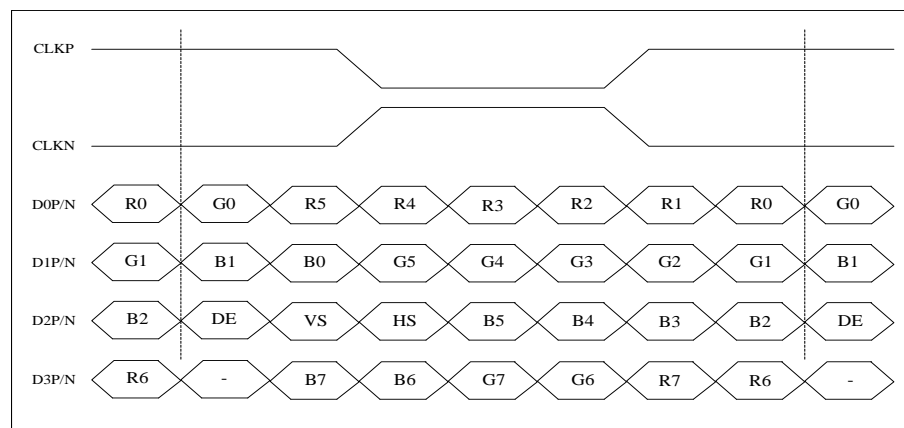 CLKP
CLKN
D0P/N R0 G0 R5 R4 R3 R2 R1 R0 G0
D1P/N G1 B1 B0 G5 G4 G3 G2 G1 B1
D2P/N B2 DE VS HS B5 B4 B3 B2 DE
D3P/N R6 - B7 B6 G7 G6 R7 R6 -